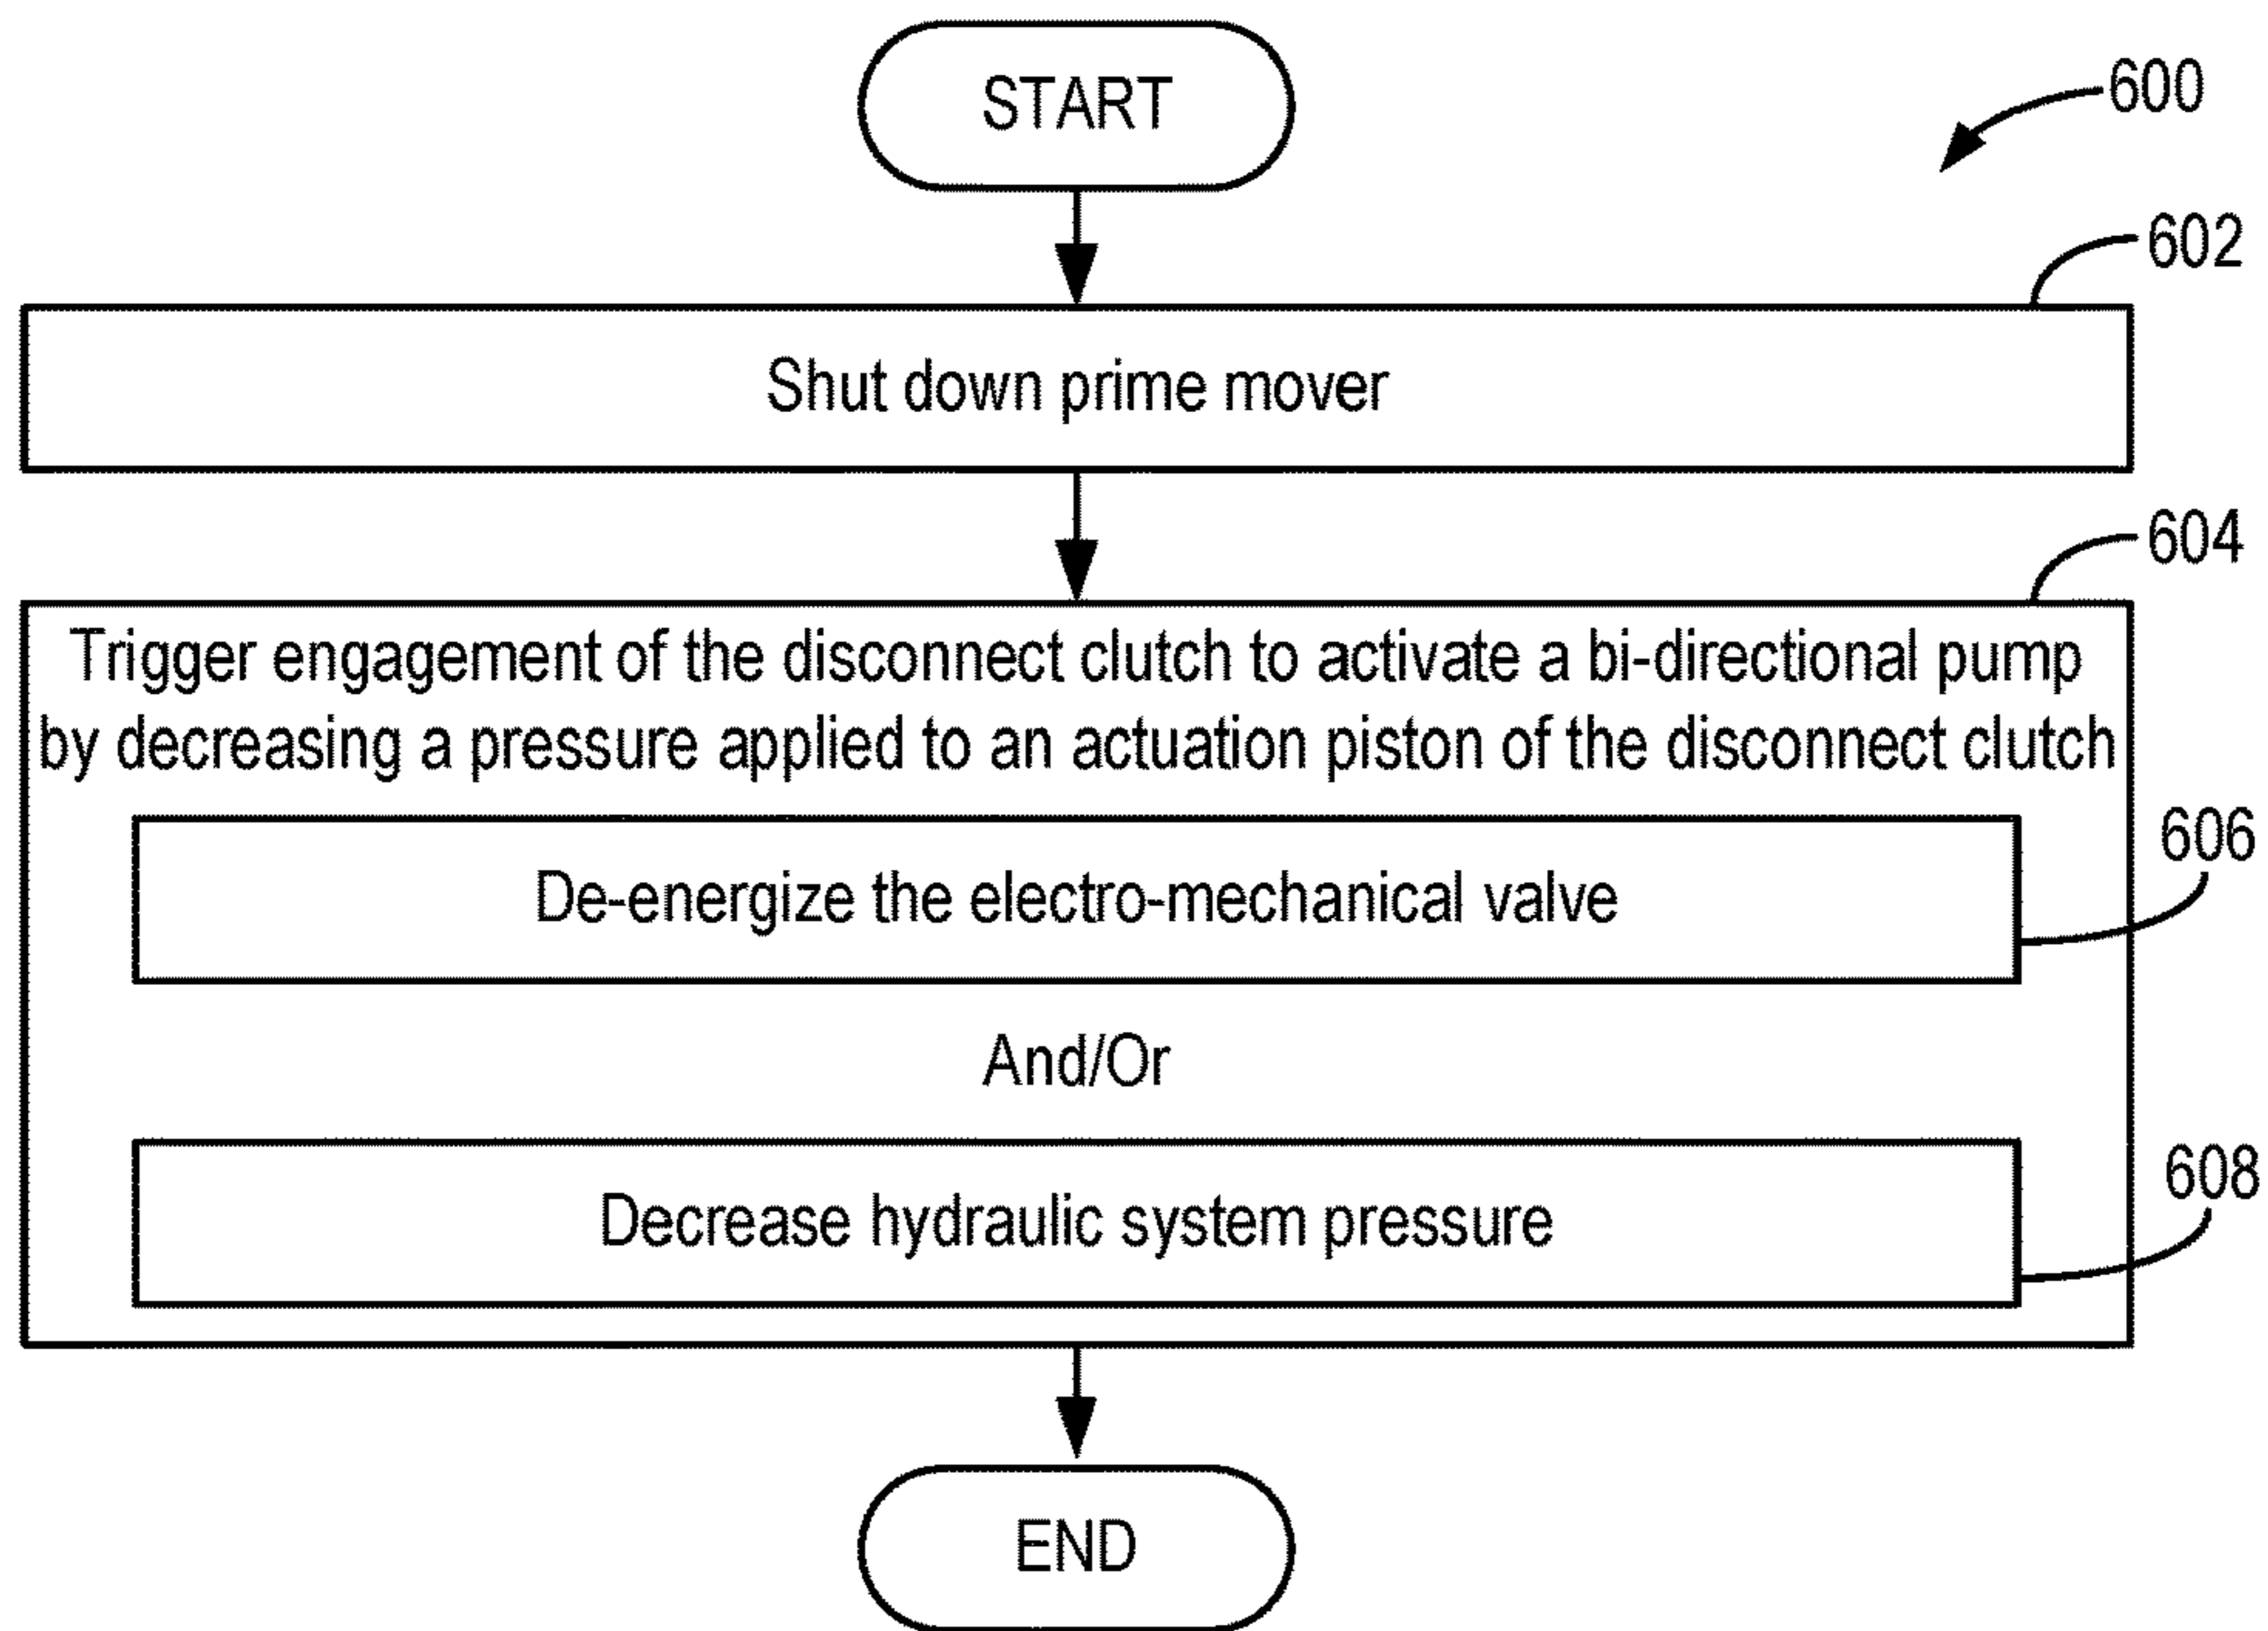 START
600
602
Shut down prime mover
604
Trigger engagement of the disconnect clutch to activate a bi-directional pump
by decreasing a pressure applied to an actuation piston of the disconnect clutch
606
De-energize the electro-mechanical valve
And/Or
608
Decrease hydraulic system pressure
END